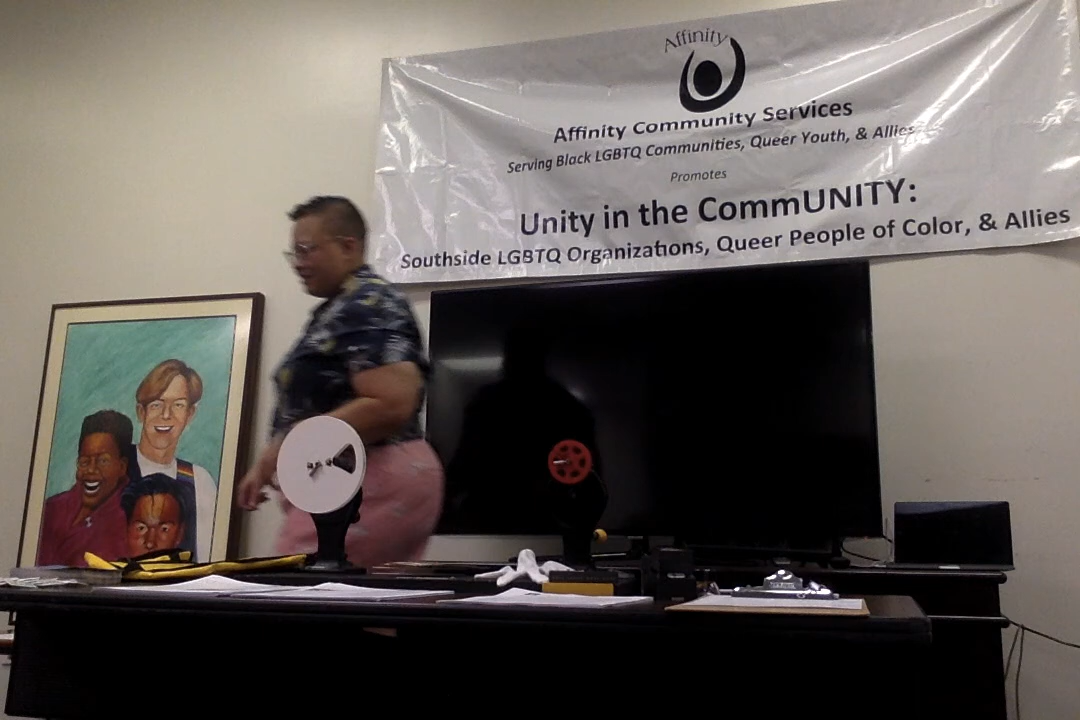 Affinity
Affinity Community Services
Serving Black LGBTQ Communities, Queer Youth, & Allies
Promotes
Unity in the CommUNITY:
Southside LGBTQ Organizations, Queer People of Color, & Allies